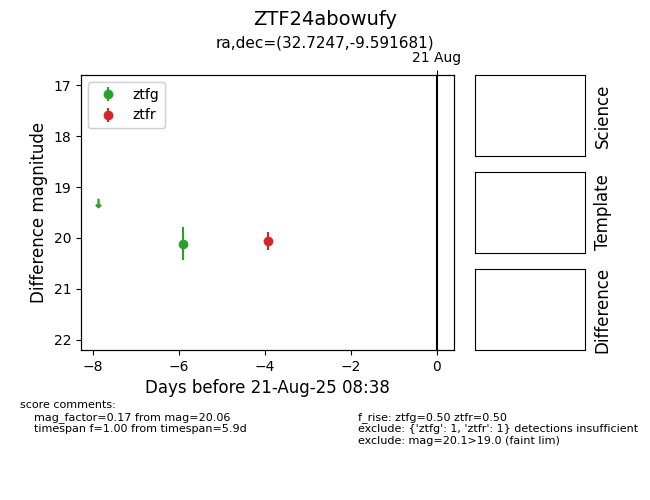 ZTF24abowufy
ra,dec=(32.7247,-9.591681)
21 Aug
ztfg
ztfr
17
18
19
20
21
22
Difference magnitude
−8
−6
−4
−2
0
Days before 21-Aug-25 08:38
Science
Template
Difference
score comments:
mag_factor=0.17 from mag=20.06
timespan f=1.00 from timespan=5.9d
f_rise: ztfg=0.50 ztfr=0.50
exclude: {'ztfg': 1, 'ztfr': 1} detections insufficient
exclude: mag=20.1>19.0 (faint lim)